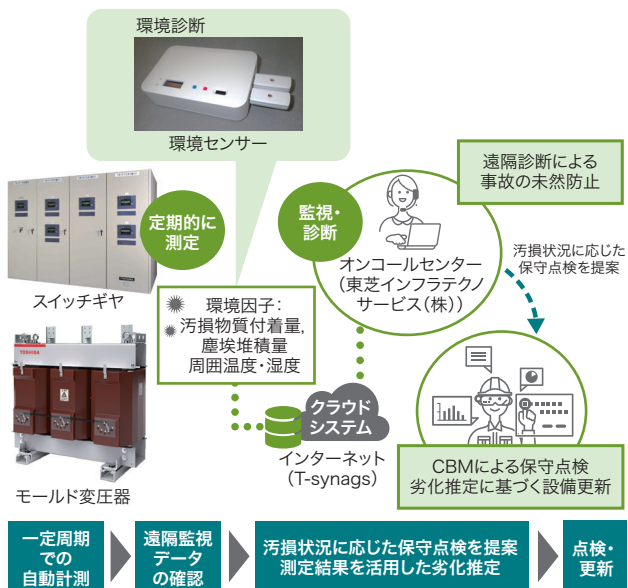 環境診断
環境センサー
定期的に
測定
スイッチギヤ
TOSHIBA
モールド変圧器
環境因子：
汚損物質付着量,
塵埃堆積量
周囲温度・湿度
監視・
診断
オンコールセンター
（東芝インフラテクノ
サービス（株））
遠隔診断による
事故の未然防止
汚損状況に応じた
保守点検を提案
クラウド
システム
インターネット
（T-synags）
CBMによる保守点検
劣化推定に基づく設備更新
一定周期
での
自動計測
遠隔監視
データ
の確認
汚損状況に応じた保守点検を提案
測定結果を活用した劣化推定
点検・
更新